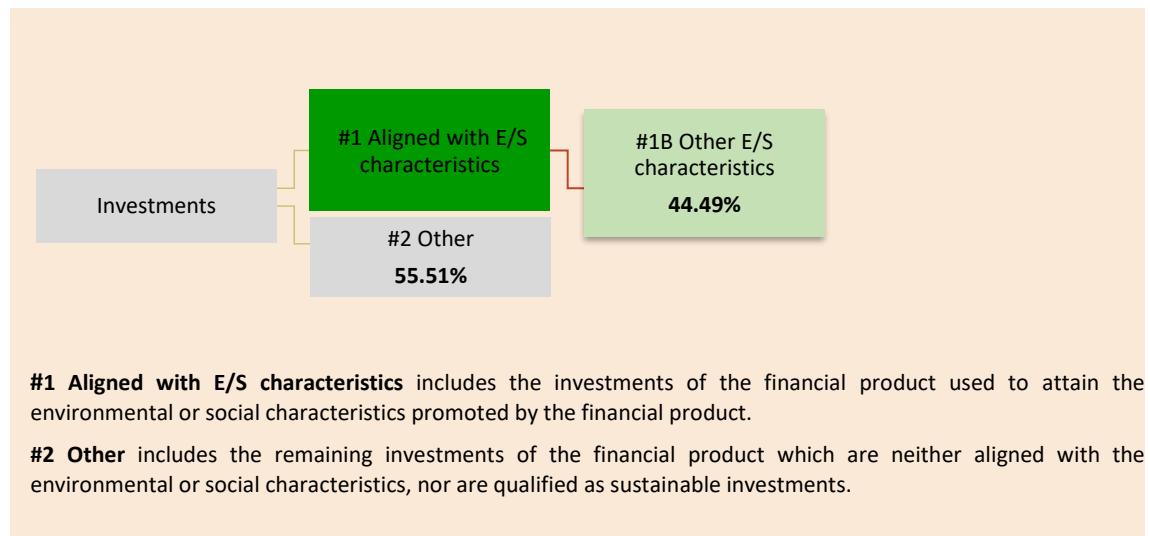 #1 Aligned with E/S
characteristics
#1B Other E/S
characteristics
44.49%
Investments
#2 Other
55.51%
#1 Aligned with E/S characteristics includes the investments of the financial product used to attain the
environmental or social characteristics promoted by the financial product.
#2 Other includes the remaining investments of the financial product which are neither aligned with the
environmental or social characteristics, nor are qualified as sustainable investments.